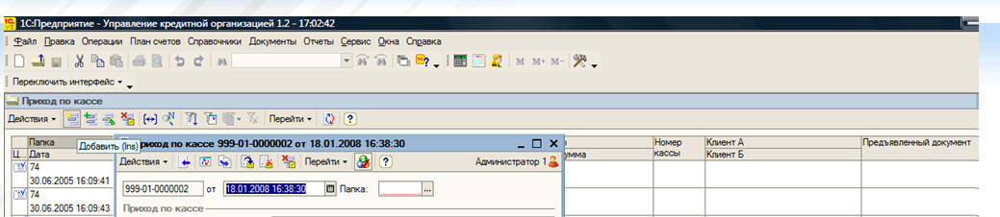 1С:Предприятие - Управление кредитной организацией 1.2 - 17:02:42
Файл Правка Операции План счетов Справочники Документы Отчеты Сервис Окна Справка
M M+ M-
Переключить интерфейс
Приход по кассе
Действия Перейти
Папка Номер Клиент А Предъявленный документ
Ц... Дата кассы Клиент Б
Добавить (Ins)
74
30.06.2005 16:09:41
74
30.06.2005 16:09:43
риход по кассе 999-01-0000002 от 18.01.2008 16:38:30
Действия Перейти Администратор 1
999-01-0000002 от 18.01.2008 16:38:30 Папка: ...
Приход по кассе
умма